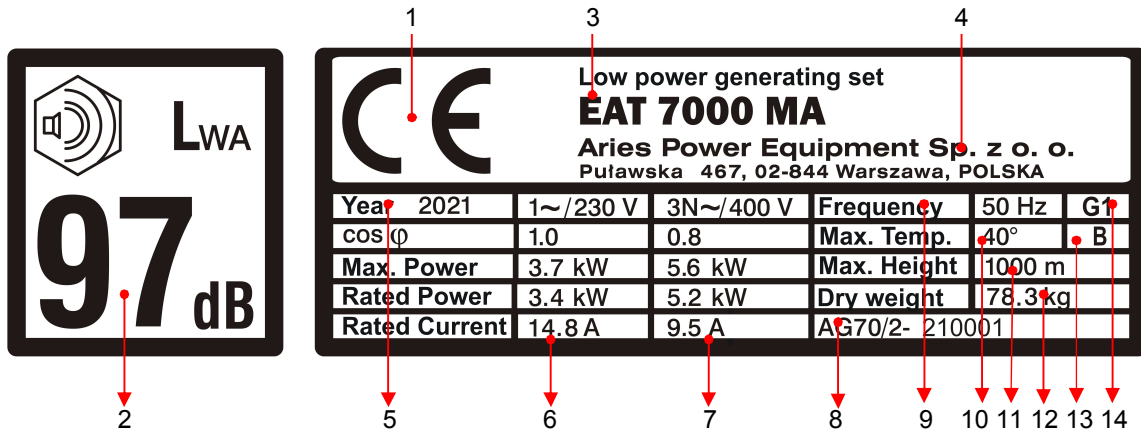 1 3 4
CE
LWA
97 dB
Low power generating set
EAT 7000 MA
Aries Power Equipment Sp. z o. o.
Puławska 467, 02-844 Warszawa, POLSKA
Year 2021 1~/230 V 3N~/400 V Frequency 50 Hz G1
cos φ 1.0 0.8 Max. Temp. 40° B
Max. Power 3.7 kW 5.6 kW Max. Height 1000 m
Rated Power 3.4 kW 5.2 kW Dry weight 78.3 kg
Rated Current 14.8 A 9.5 A AG70/2- 210001
2 5 6 7 8 9 10 11 12 13 14